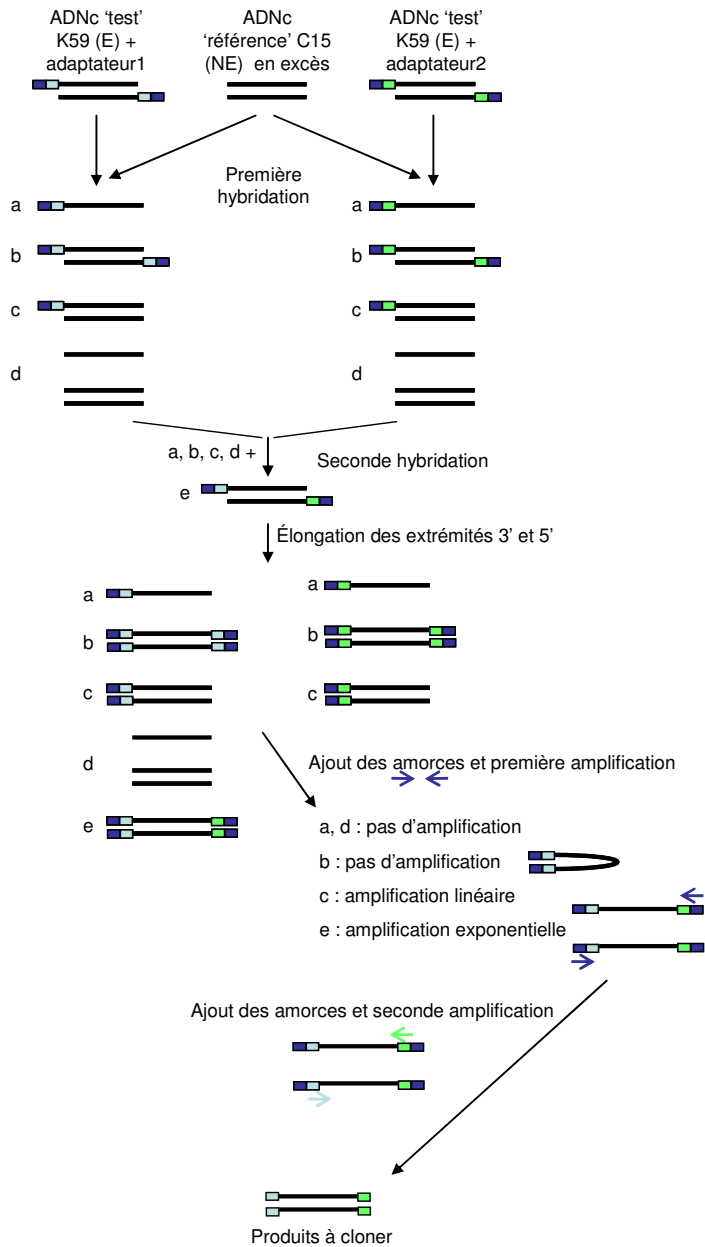 ADNc ‘test’
K59 (E) +
adaptateur1
ADNc
‘référence’ C15
(NE) en excès
ADNc ‘test’
K59 (E) +
adaptateur2
Première
hybridation
a
a
b
b
c
c
d
d
a, b, c, d +
Seconde hybridation
e
Élongation des extrémités 3’ et 5’
a
a
b
b
c
c
d
e
Ajout des amorces et première amplification
a, d : pas d’amplification
b : pas d’amplification
c : amplification linéaire
e : amplification exponentielle
Ajout des amorces et seconde amplification
Produits à cloner